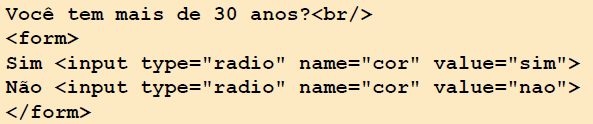 Você tem mais de 30 anos?<br/>
<form>
Sim <input type="radio" name="cor" value="sim">
Não <input type="radio" name="cor" value="nao">
</form>